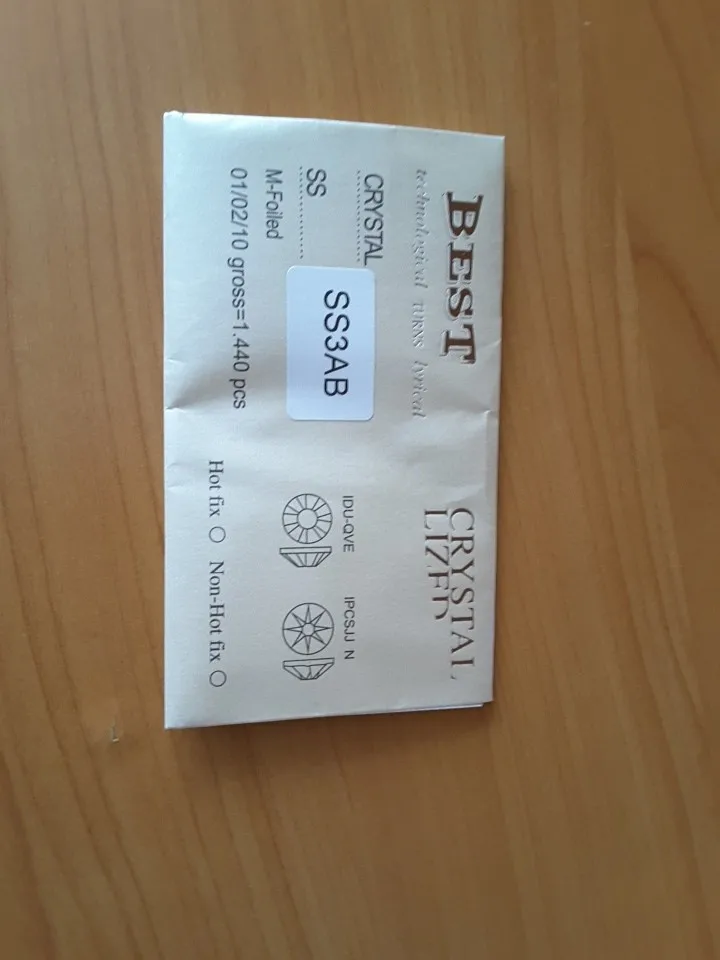 BEST
technological TURNS lyrical
CRYSTAL
LIZED
CRYSTAL
SS
SS3AB
M-Foiled
01/02/10 gross=1.440 pcs
IDU-QVE
IPCSJJ N
Hot fix
Non-Hot fix